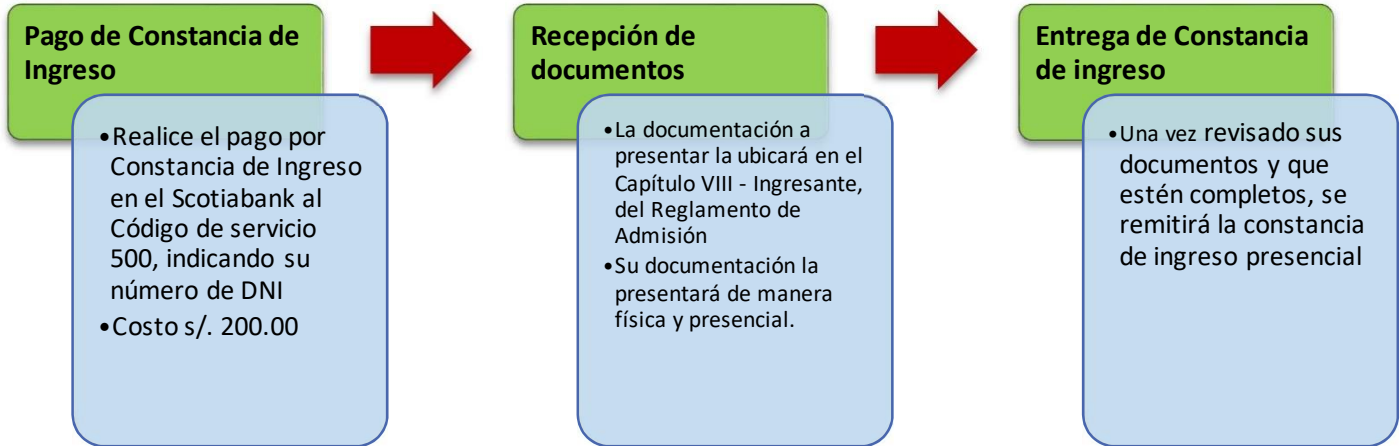 Pago de Constancia de
Ingreso
•Realice el pago por
Constancia de Ingreso
en el Scotiabank al
Código de servicio
500, indicando su
número de DNI
•Costo s/. 200.00
Recepción de
documentos
•La documentación a
presentar la ubicará en el
Capítulo VIII - Ingresante,
del Reglamento de
Admisión
•Su documentación la
presentará de manera
física y presencial.
Entrega de Constancia
de ingreso
•Una vez revisado sus
documentos y que
estén completos, se
remitirá la constancia
de ingreso presencial